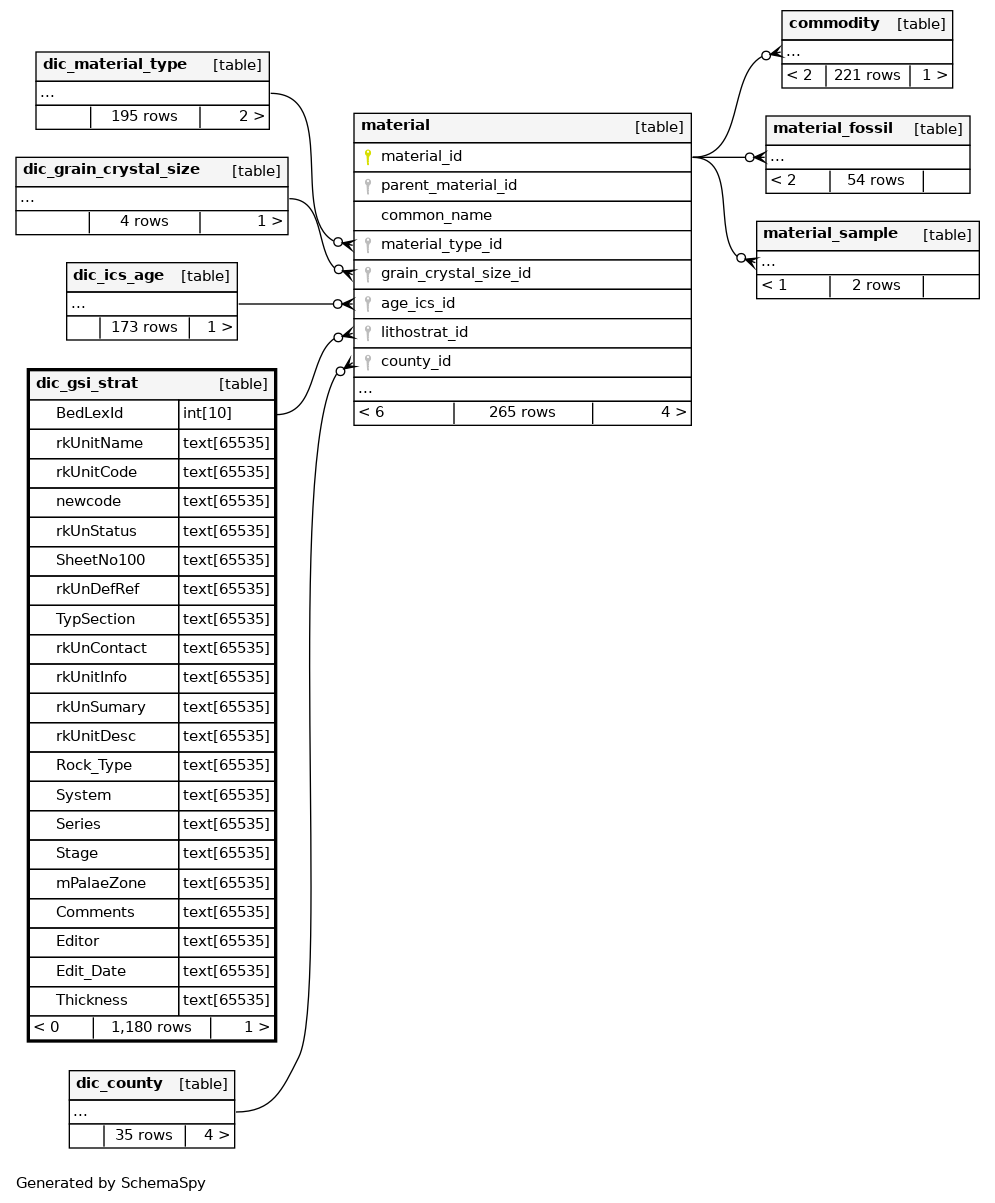 commodity [table]
...
< 2 221 rows 1 >
dic_material_type [table]
...
195 rows 2 >
material [table]
material_id
parent_material_id
common_name
material_type_id
grain_crystal_size_id
age_ics_id
lithostrat_id
county_id
...
< 6 265 rows 4 >
material_fossil [table]
...
< 2 54 rows
dic_grain_crystal_size [table]
...
4 rows 1 >
material_sample [table]
...
< 1 2 rows
dic_ics_age [table]
...
173 rows 1 >
dic_gsi_strat [table]
BedLexId int[10]
rkUnitName text[65535]
rkUnitCode text[65535]
newcode text[65535]
rkUnStatus text[65535]
SheetNo100 text[65535]
rkUnDefRef text[65535]
TypSection text[65535]
rkUnContact text[65535]
rkUnitInfo text[65535]
rkUnSumary text[65535]
rkUnitDesc text[65535]
Rock_Type text[65535]
System text[65535]
Series text[65535]
Stage text[65535]
mPalaeZone text[65535]
Comments text[65535]
Editor text[65535]
Edit_Date text[65535]
Thickness text[65535]
< 0 1,180 rows 1 >
dic_county [table]
...
35 rows 4 >
Generated by SchemaSpy